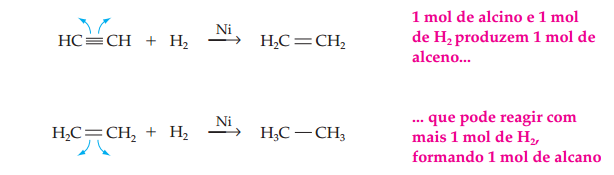 HC≡CH + H₂ Ni⟶ H₂C=CH₂
1 mol de alcino e 1 mol
de H₂ produzem 1 mol de
alceno...
H₂C=CH₂ + H₂ Ni⟶ H₃C—CH₃
... que pode reagir com
mais 1 mol de H₂,
formando 1 mol de alcano